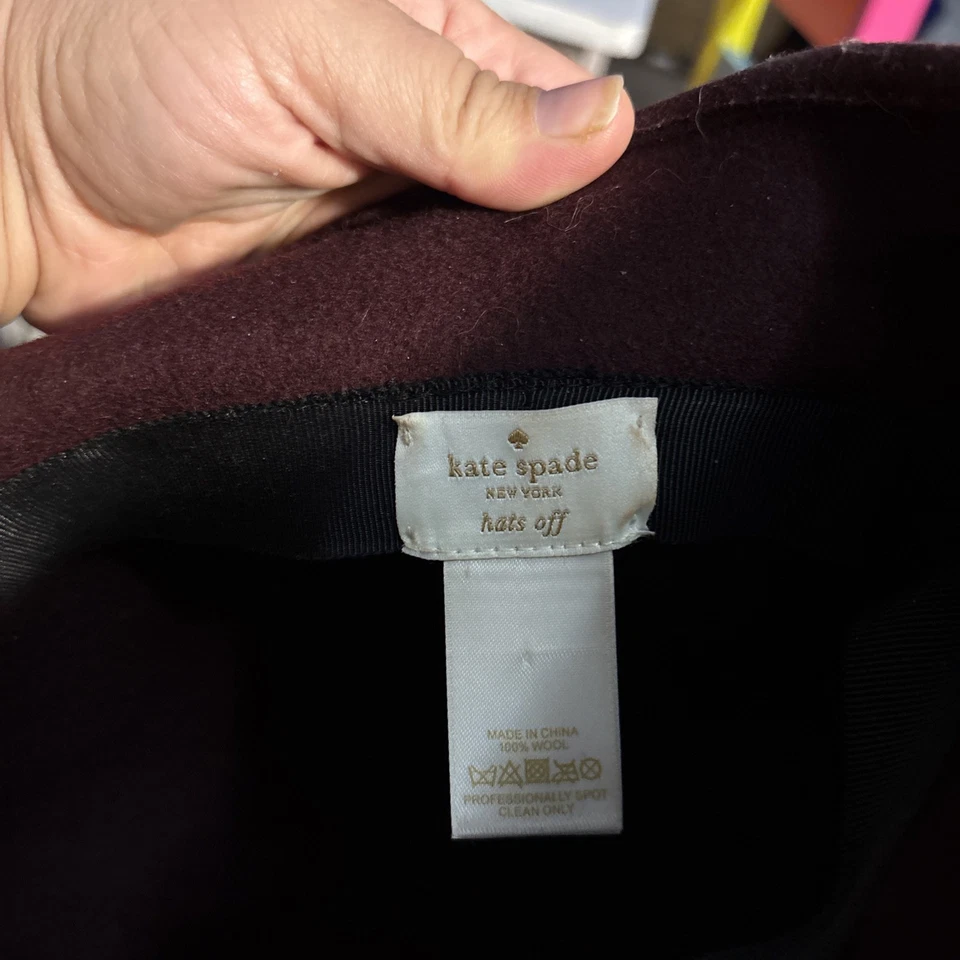 kate spade
NEW YORK
hats off
MADE IN CHINA
100% WOOL
PROFESSIONALLY SPOT
CLEAN ONLY